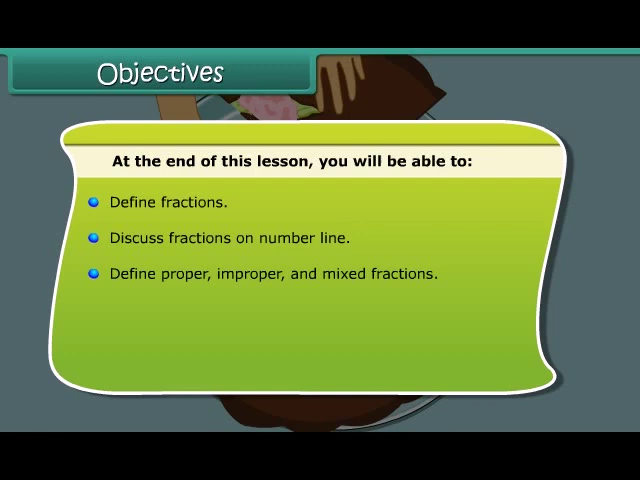 Objectives
At the end of this lesson, you will be able to:
Define fractions.
Discuss fractions on number line.
Define proper, improper, and mixed fractions.